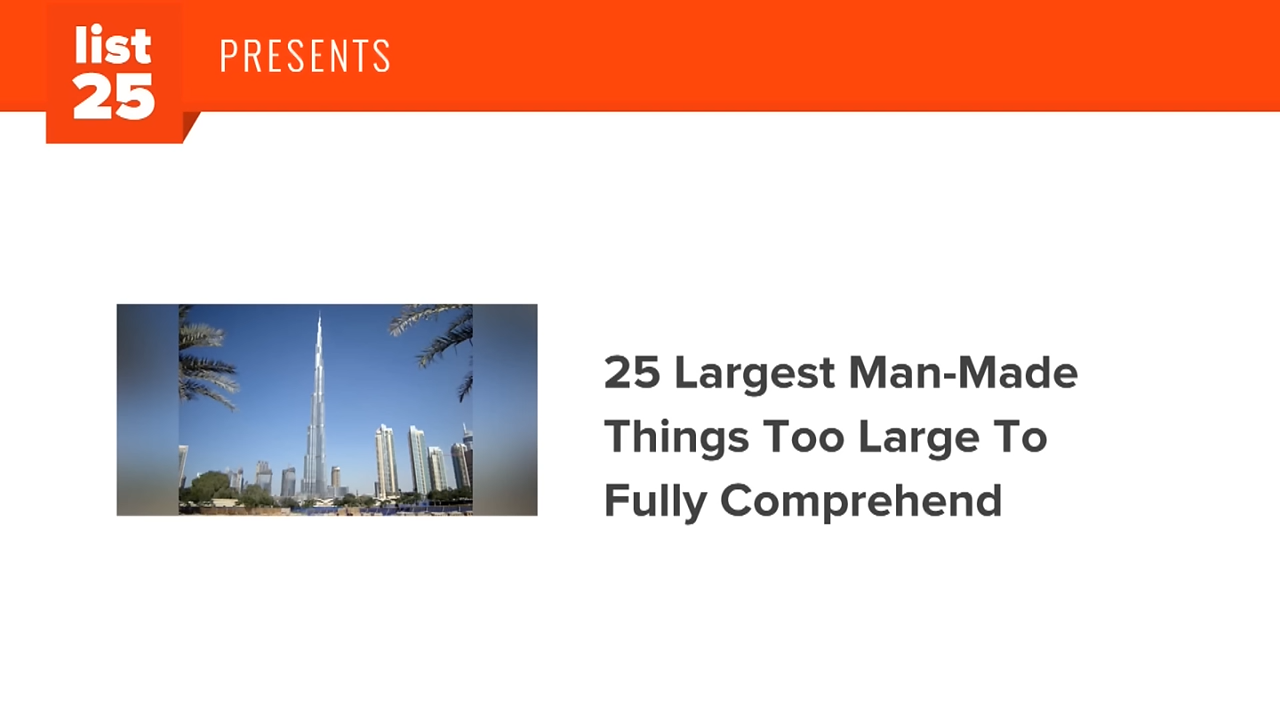 list
25
PRESENTS
25 Largest Man-Made
Things Too Large To
Fully Comprehend